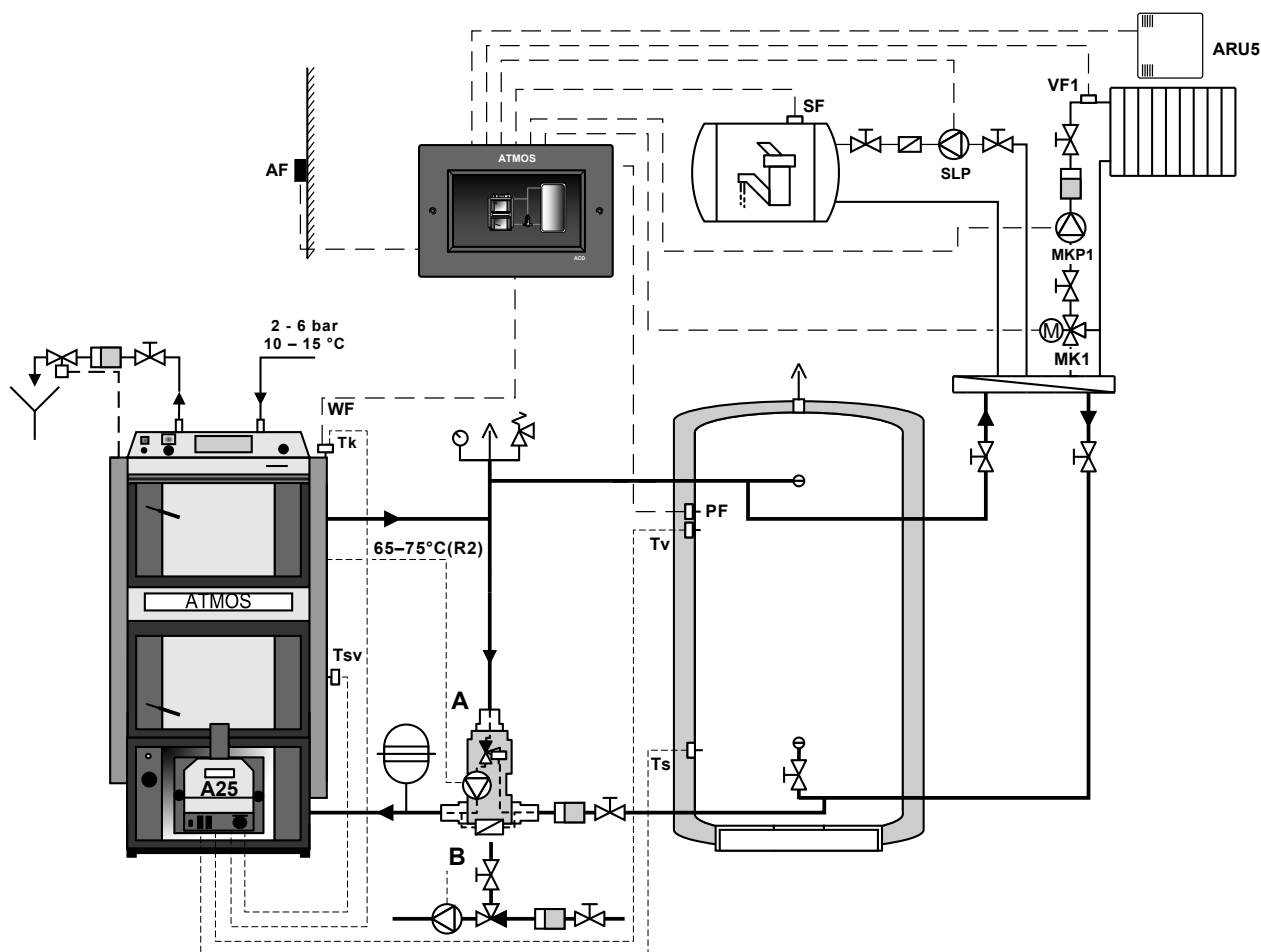 ARU5
VF1
SF
ATMOS
AF
SLP
ACD
MKP1
2 - 6 bar
10 – 15 °C
M
MK1
WF
Tk
PF
65–75°C(R2)
Tv
ATMOS
Tsv
A
Ts
A25
B